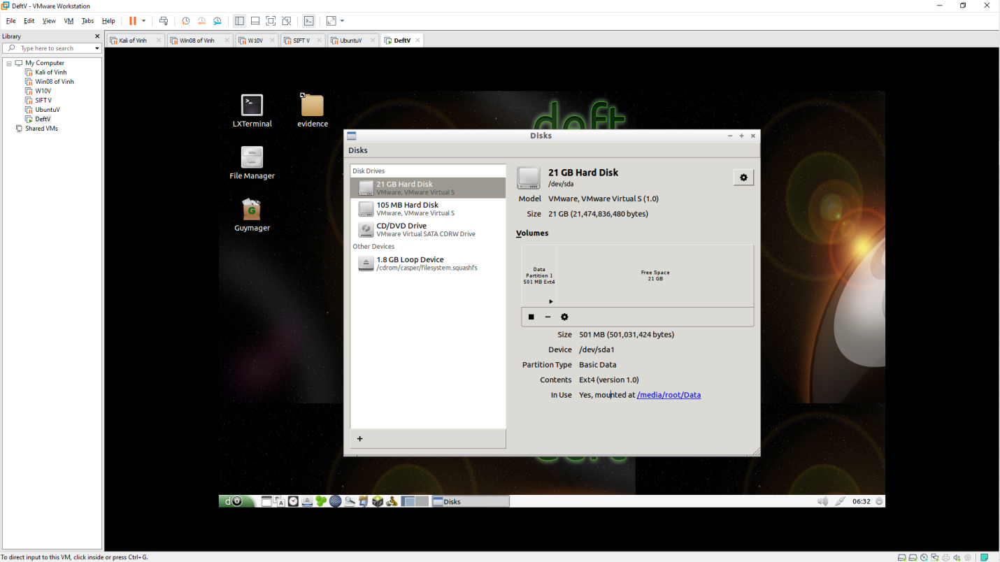 DeftV - VMware Workstation
File Edit View VM Tabs Help
Library
Type here to search
My Computer
Kali of Vinh
Win08 of Vinh
W10V
SIFT V
UbuntuV
DeftV
Shared VMs
Kali of Vinh
Win08 of Vinh
W10V
SIFT V
UbuntuV
DeftV
deft
LXTerminal
evidence
File Manager
Guymager
Disks
Disks
Disk Drives
21 GB Hard Disk
VMware, VMware Virtual S
105 MB Hard Disk
VMware, VMware Virtual S
CD/DVD Drive
VMware Virtual SATA CDRW Drive
Other Devices
1.8 GB Loop Device
/cdrom/casper/filesystem.squashfs
21 GB Hard Disk
/dev/sda
Model VMware, VMware Virtual S (1.0)
Size 21 GB (21,474,836,480 bytes)
Volumes
Data
Partition 1
501 MB Ext4
Free Space
21 GB
Size 501 MB (501,031,424 bytes)
Device /dev/sda1
Partition Type Basic Data
Contents Ext4 (version 1.0)
In Use Yes, mounted at /media/root/Data
Disks
06:32
To direct input to this VM, click inside or press Ctrl+G.